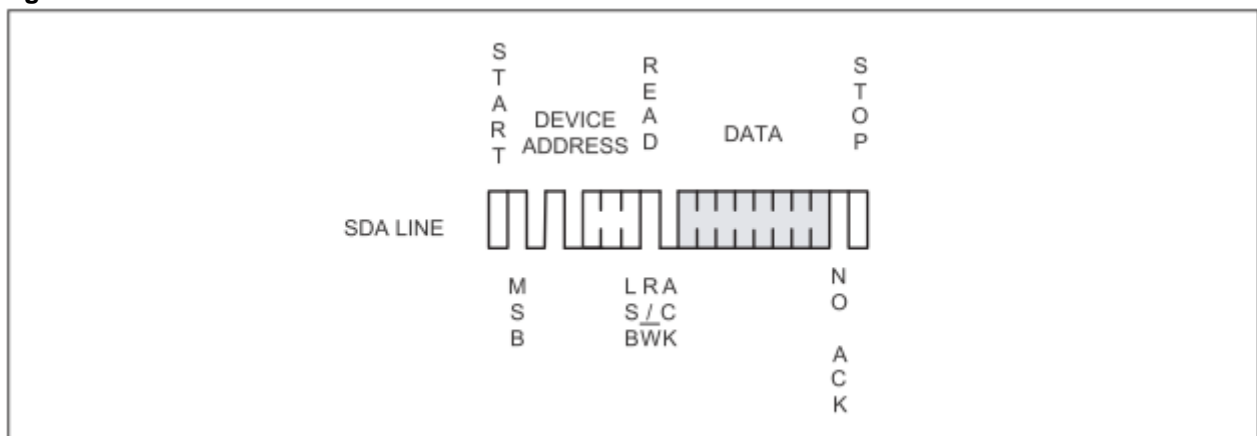 START
DEVICE
ADDRESS
READ
DATA
STOP
SDA LINE
MSB
LSB
R/W
ACK
NO ACK